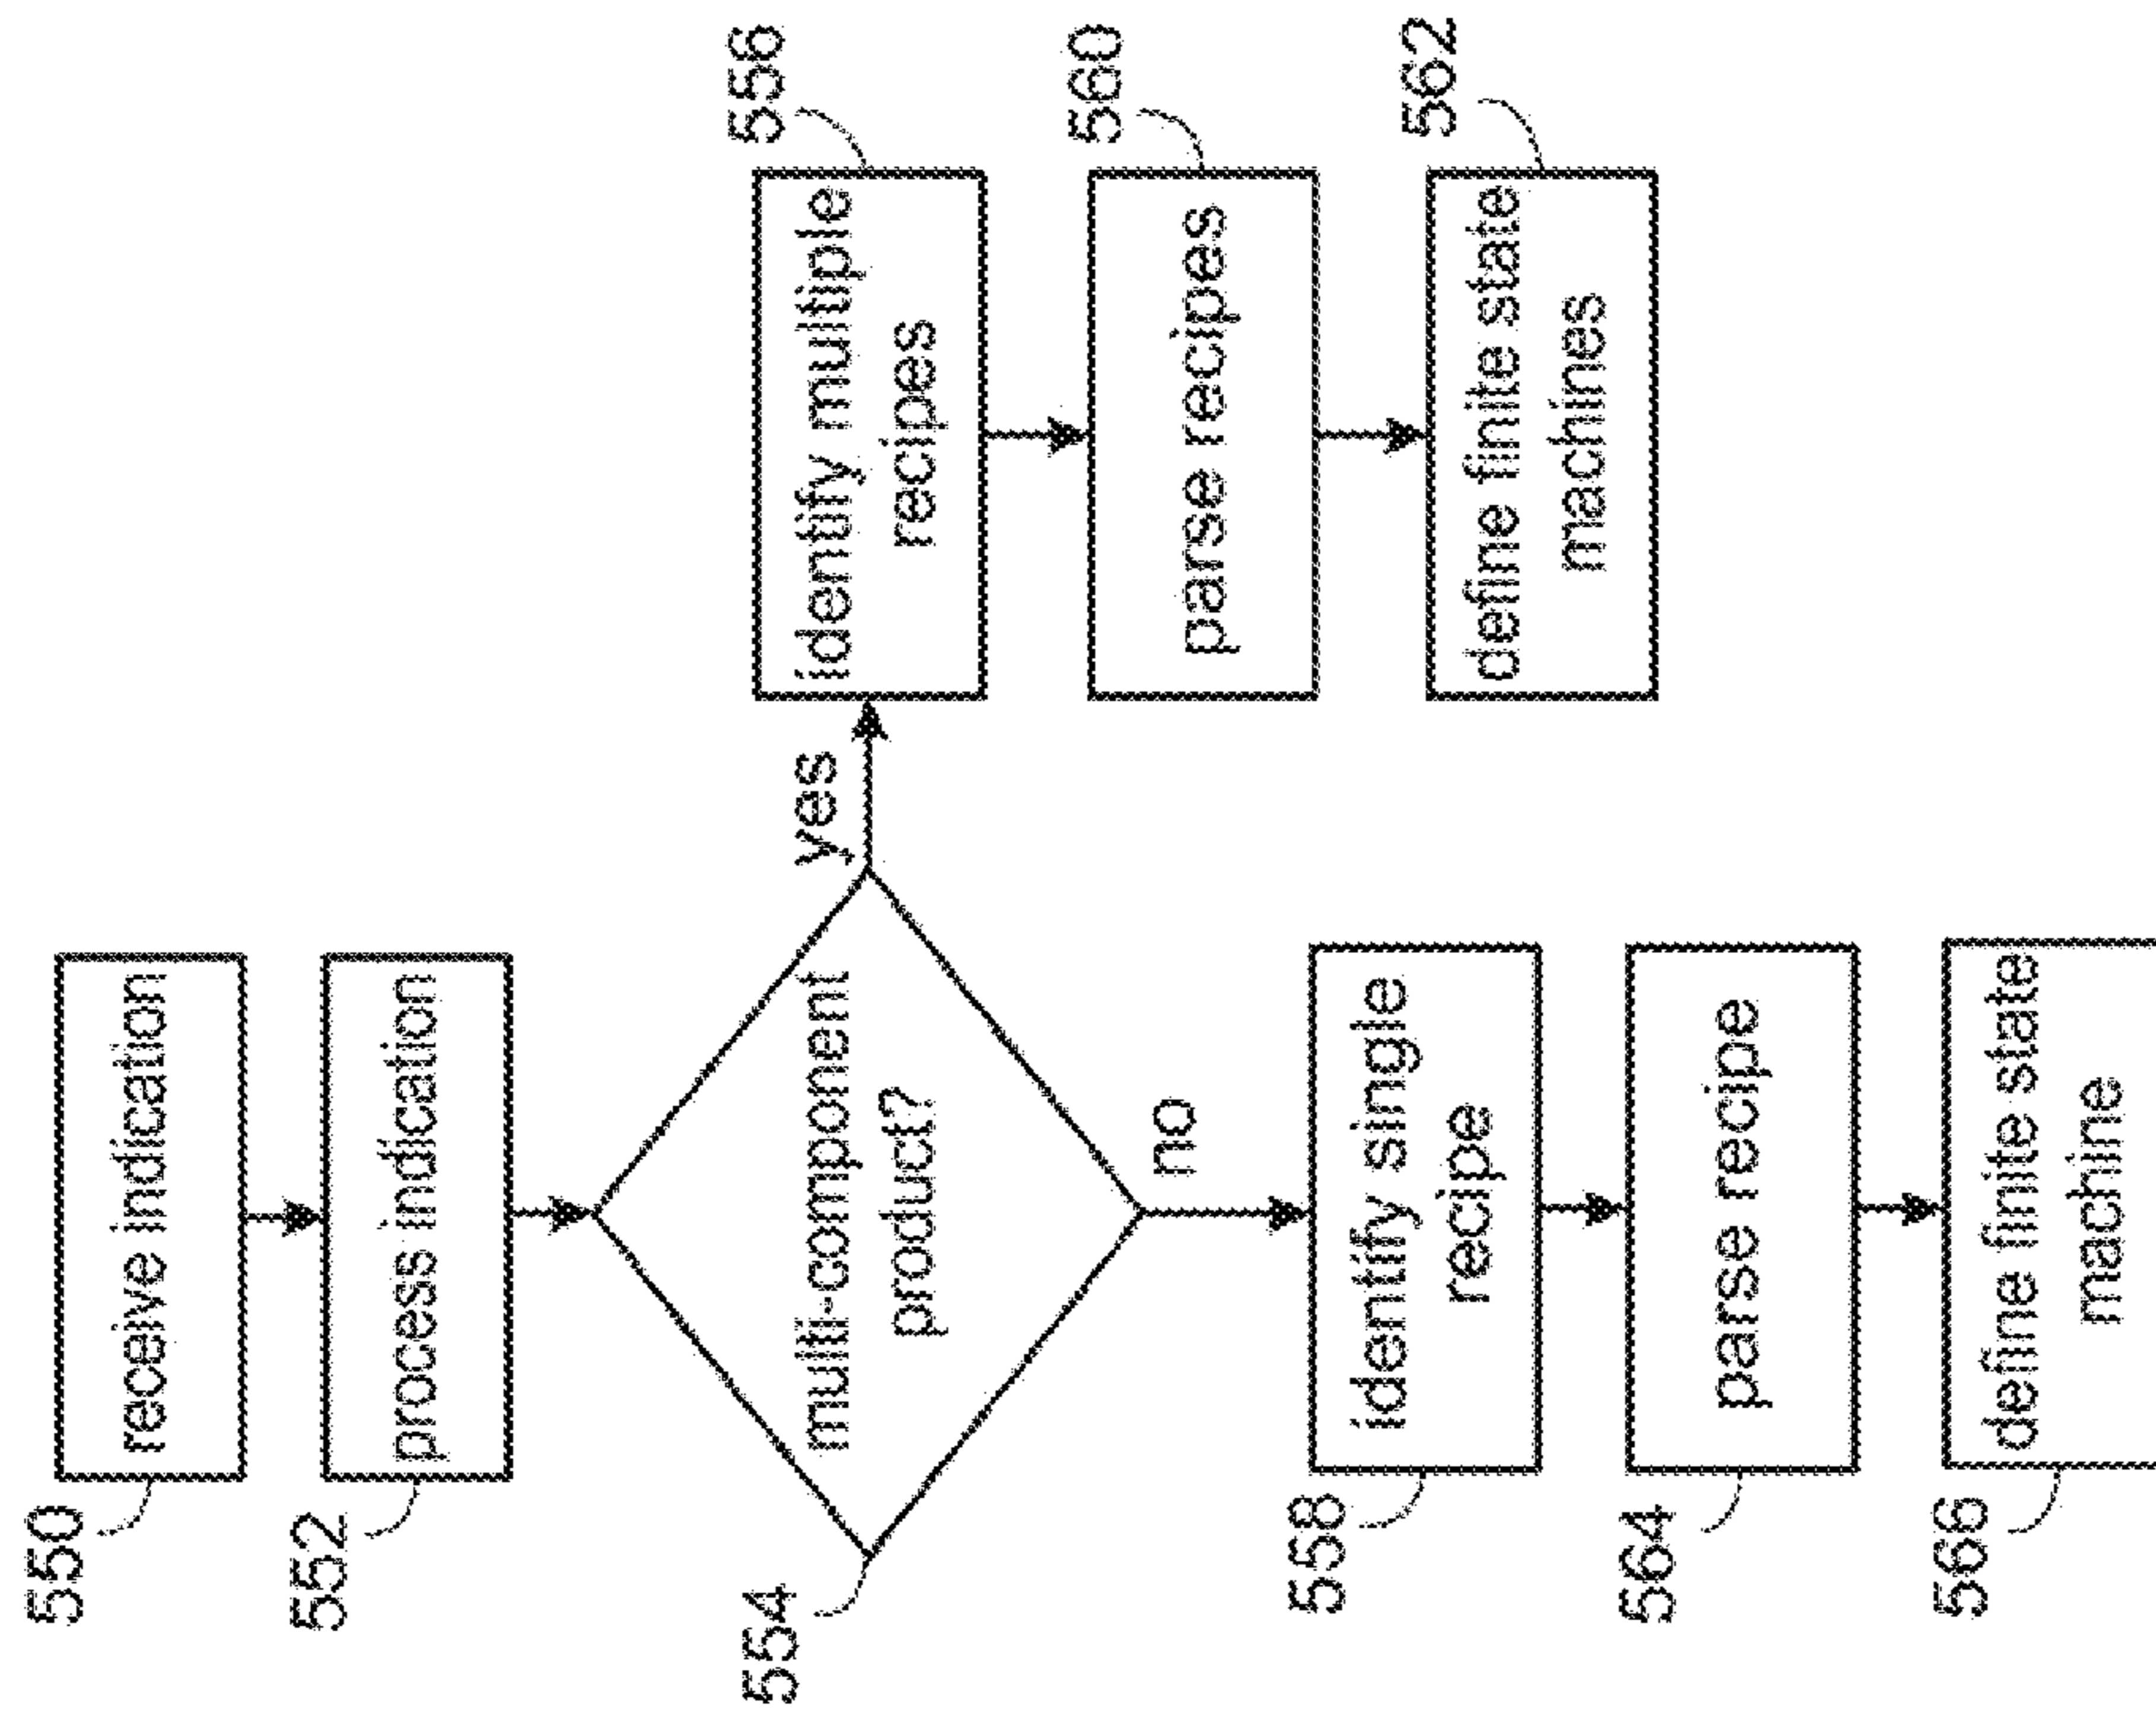 550
receive indication
552
process indication
554
multi-component
product?
yes
556
identify multiple
recipes
560
parse recipes
562
define finite state
machines
no
558
identify single
recipe
564
parse recipe
566
define finite state
machine